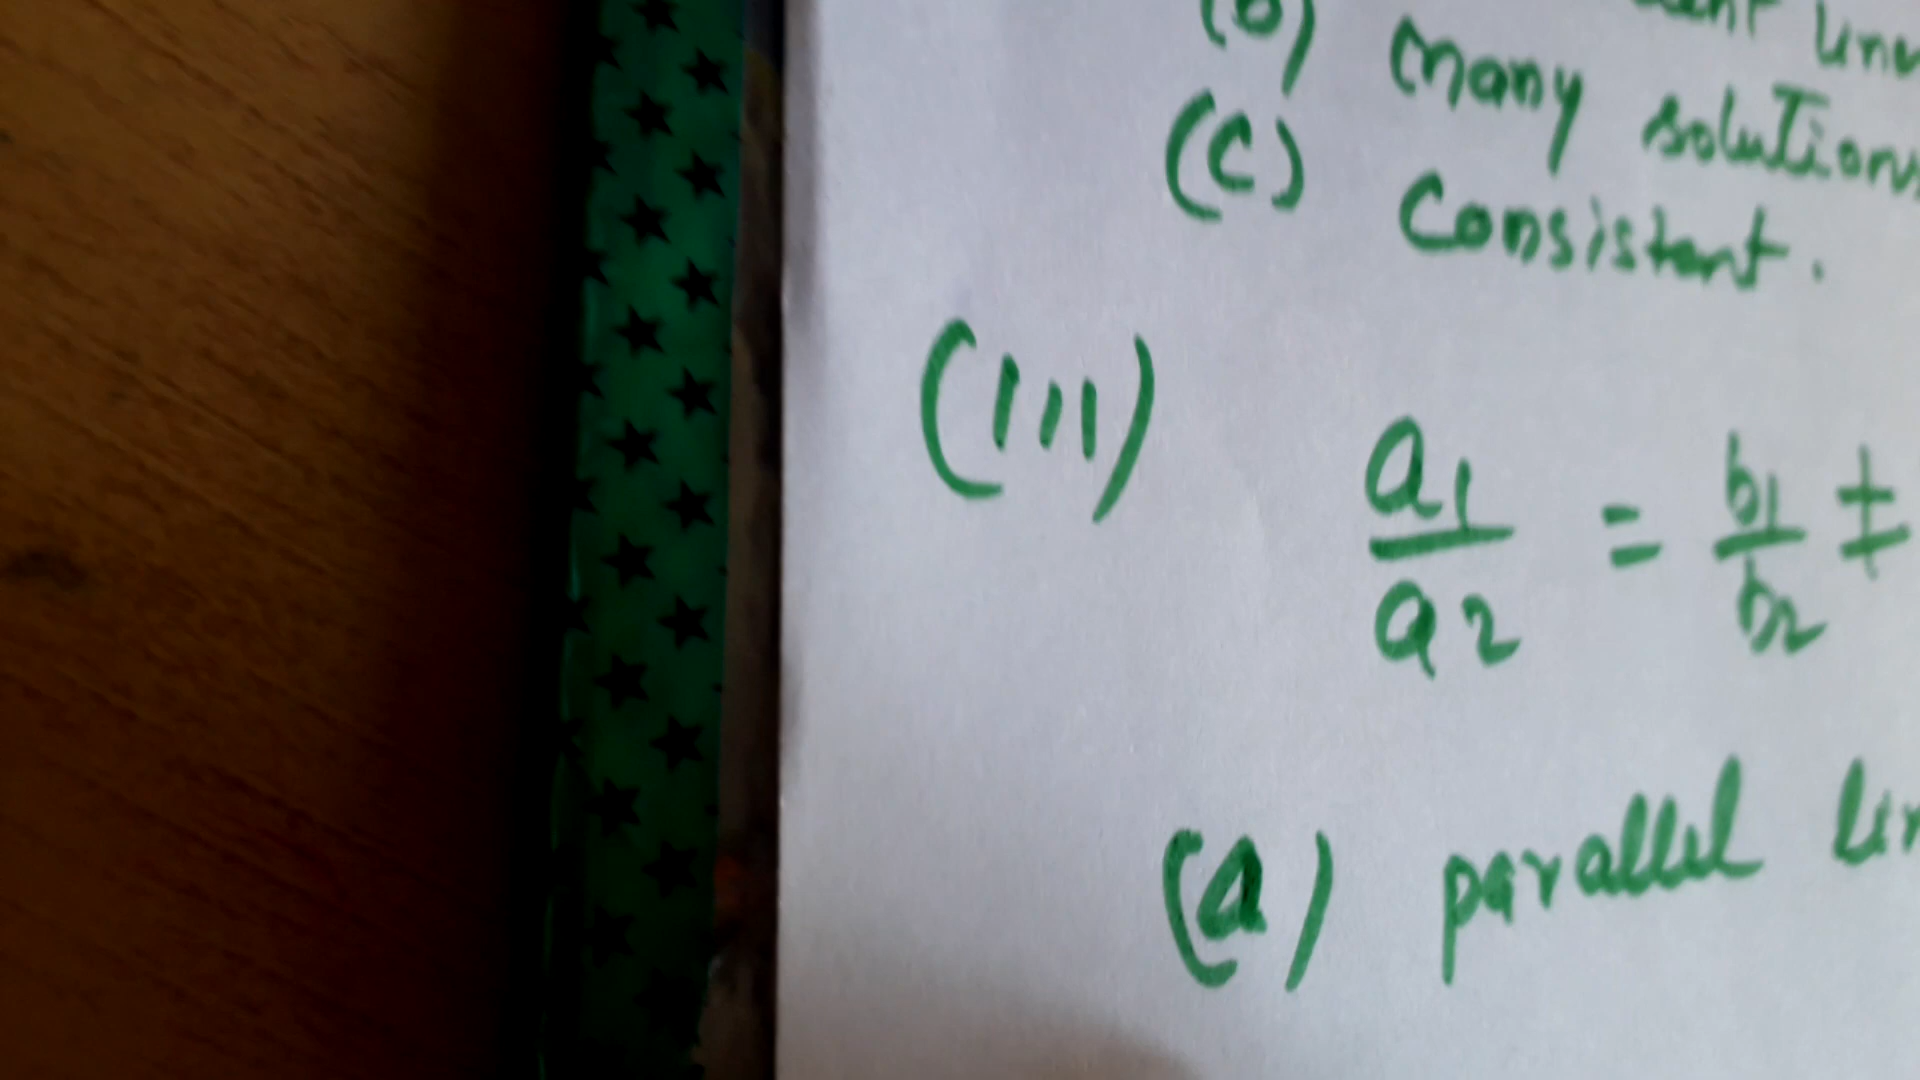 (b) many solutions
(C) Consistent.
(III) a1/a2 = b1/b2 ≠
(a) parallel